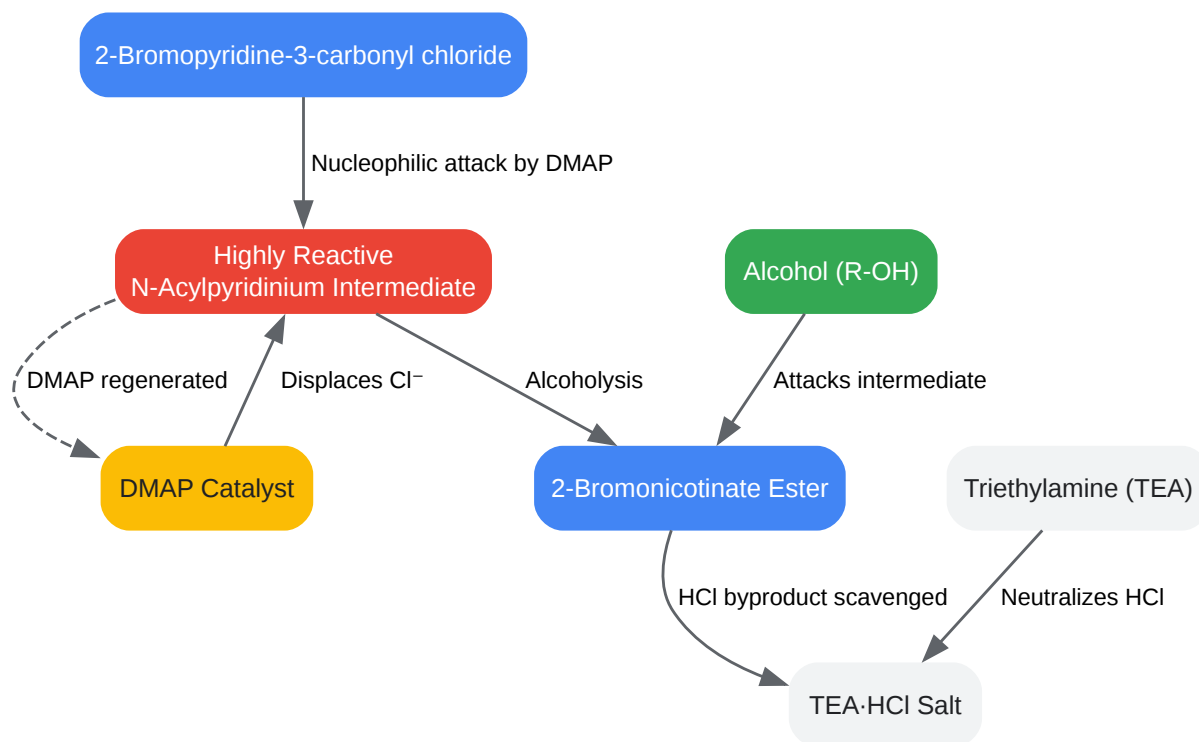 2-Bromopyridine-3-carbonyl chloride
Nucleophilic attack by DMAP
Highly Reactive
N-Acylpyridinium Intermediate
Alcohol (R-OH)
DMAP regenerated
Displaces Cl⁻
Alcoholysis
Attacks intermediate
DMAP Catalyst
2-Bromonicotinate Ester
Triethylamine (TEA)
HCl byproduct scavenged
Neutralizes HCl
TEA·HCl Salt